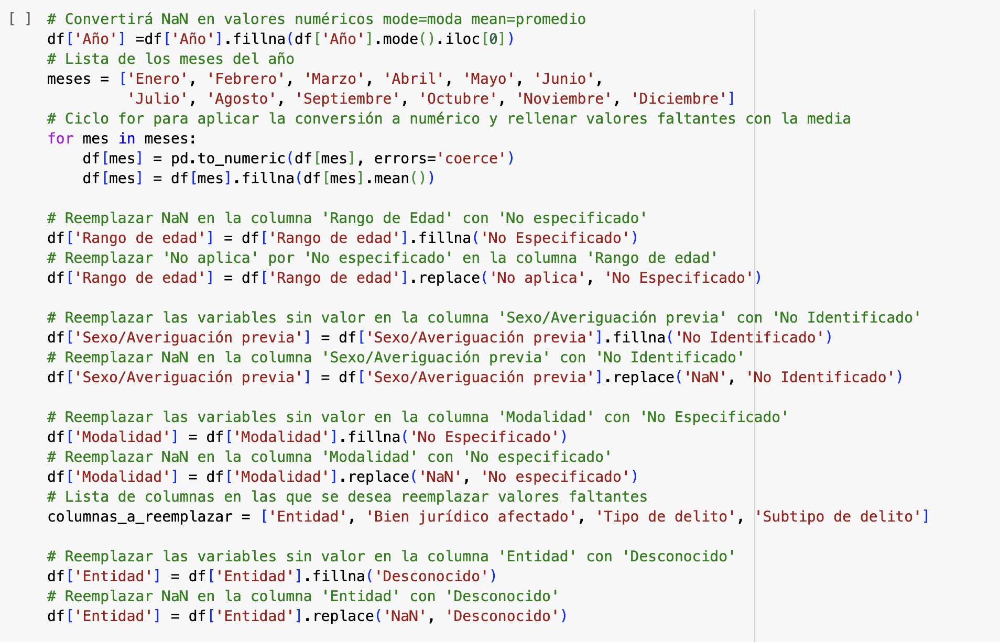 [ ] # Convertirá NaN en valores numéricos mode=moda mean=promedio
df['Año'] =df['Año'].fillna(df['Año'].mode().iloc[0])
# Lista de los meses del año
meses = ['Enero', 'Febrero', 'Marzo', 'Abril', 'Mayo', 'Junio',
         'Julio', 'Agosto', 'Septiembre', 'Octubre', 'Noviembre', 'Diciembre']
# Ciclo for para aplicar la conversión a numérico y rellenar valores faltantes con la media
for mes in meses:
    df[mes] = pd.to_numeric(df[mes], errors='coerce')
    df[mes] = df[mes].fillna(df[mes].mean())

# Reemplazar NaN en la columna 'Rango de Edad' con 'No especificado'
df['Rango de edad'] = df['Rango de edad'].fillna('No Especificado')
# Reemplazar 'No aplica' por 'No especificado' en la columna 'Rango de edad'
df['Rango de edad'] = df['Rango de edad'].replace('No aplica', 'No Especificado')

# Reemplazar las variables sin valor en la columna 'Sexo/Averiguación previa' con 'No Identificado'
df['Sexo/Averiguación previa'] = df['Sexo/Averiguación previa'].fillna('No Identificado')
# Reemplazar NaN en la columna 'Sexo/Averiguación previa' con 'No Identificado'
df['Sexo/Averiguación previa'] = df['Sexo/Averiguación previa'].replace('NaN', 'No Identificado')

# Reemplazar las variables sin valor en la columna 'Modalidad' con 'No Especificado'
df['Modalidad'] = df['Modalidad'].fillna('No Especificado')
# Reemplazar NaN en la columna 'Modalidad' con 'No especificado'
df['Modalidad'] = df['Modalidad'].replace('NaN', 'No especificado')
# Lista de columnas en las que se desea reemplazar valores faltantes
columnas_a_reemplazar = ['Entidad', 'Bien jurídico afectado', 'Tipo de delito', 'Subtipo de delito']

# Reemplazar las variables sin valor en la columna 'Entidad' con 'Desconocido'
df['Entidad'] = df['Entidad'].fillna('Desconocido')
# Reemplazar NaN en la columna 'Entidad' con 'Desconocido'
df['Entidad'] = df['Entidad'].replace('NaN', 'Desconocido')